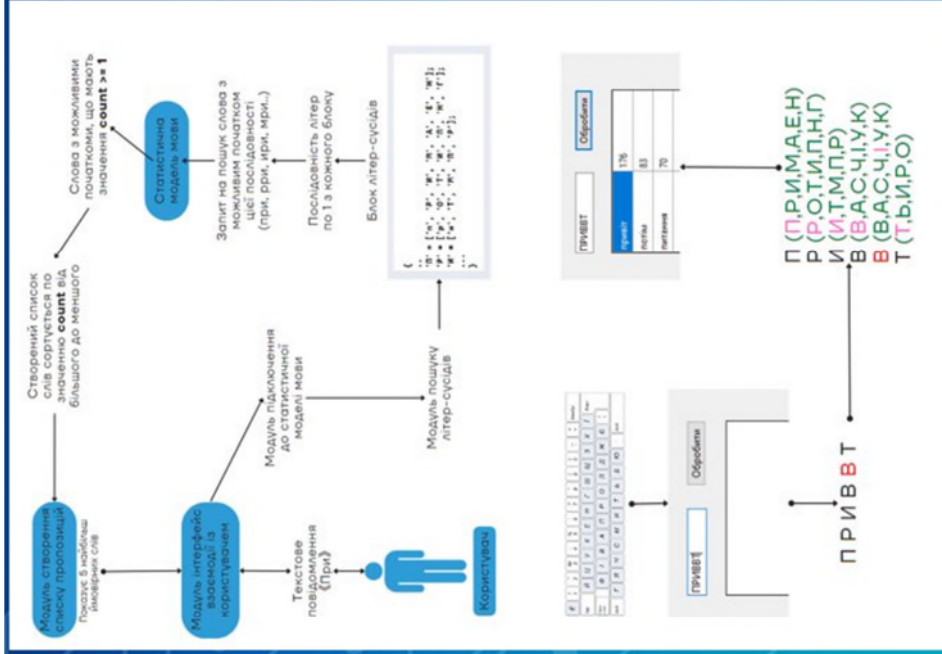 Модуль створення
списку пропозицій
Показує 5 найбільш
ймовірних слів
Створений список
слів сортується по
значенню count від
більшого до меншого
Слова з можливими
початками, що мають
значення count >= 1
Статистична
модель мови
Запит на пошук слова з
можливим початком
цієї послідовності
(при, рри, ири, мри..)
Послідовність літер
по 1 з кожного блоку
Блок літер-сусідів
Модуль інтерфейс
взаємодії із
користувачем
Модуль підключення
до статистичної
моделі мови
Модуль пошуку
літер-сусідів
Текстове
повідомлення
《При》
Користувач
ПРИВВТ
Обробити
П Р И В В Т
ПРИВВТ
Обробити
привіт 176
потім 83
питання 70
П (П,Р,И,М,А,Е,Н)
Р (Р,О,Т,И,П,Н,Г)
И (И,Т,М,П,Р)
В (В,А,С,Ч,І,У,К)
В (В,А,С,Ч,І,У,К)
Т (Т,Ь,И,Р,О)